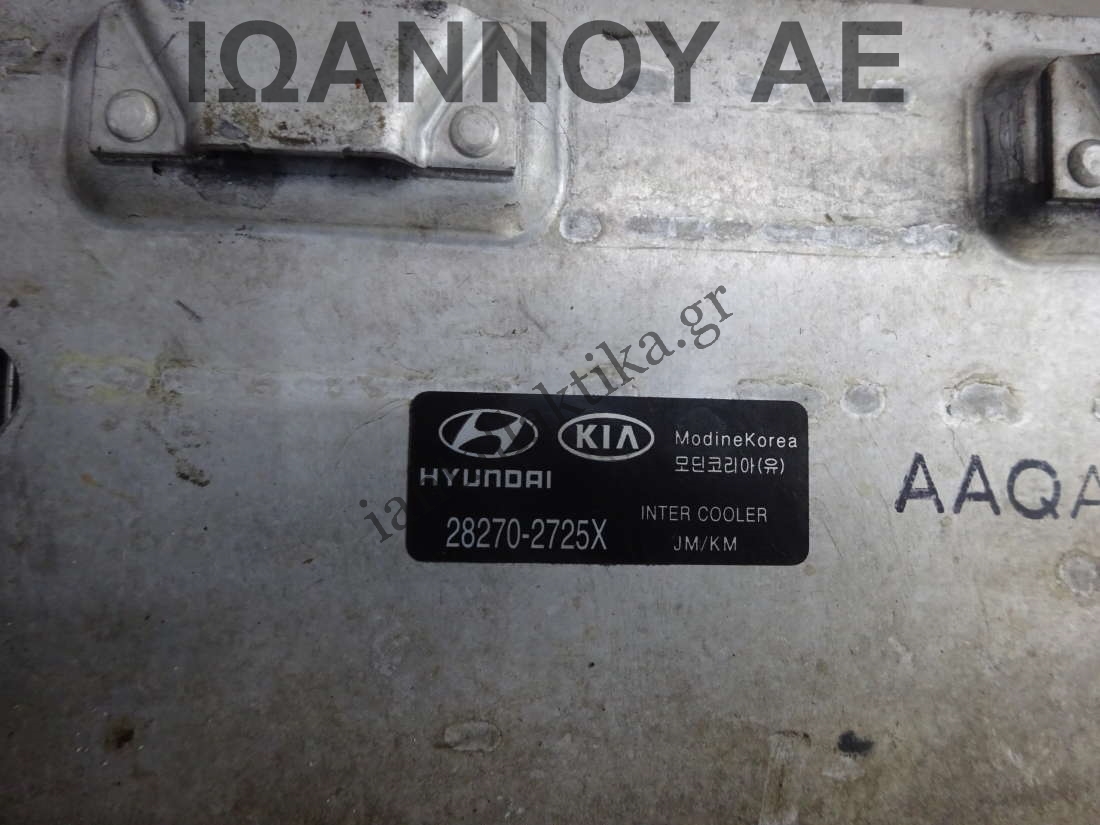 ΙΩΑΝΝΟΥ ΑΕ
HYUNDAI
KIA
ModineKorea
모딘코리아(유)
28270-2725X
INTER COOLER
JM/KM
AAQA